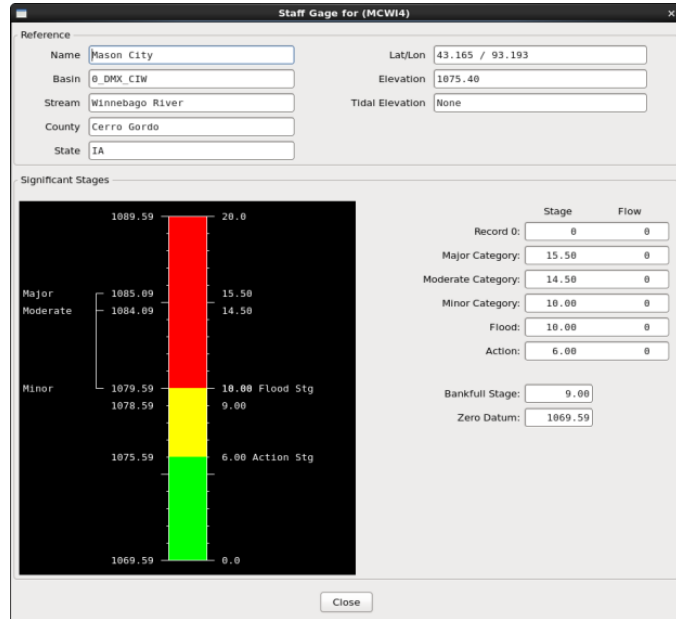 Staff Gage for (MCWI4)
Reference
Name Mason City
Lat/Lon 43.165 / 93.193
Basin 0_DMX_CIW
Elevation 1075.40
Stream Winnebago River
Tidal Elevation None
County Cerro Gordo
State IA
Significant Stages
Stage Flow
Record 0: 0 0
Major Category: 15.50 0
Moderate Category: 14.50 0
Minor Category: 10.00 0
Flood: 10.00 0
Action: 6.00 0
Bankfull Stage: 9.00
Zero Datum: 1069.59
1089.59 20.0
Major 1085.09 15.50
Moderate 1084.09 14.50
Minor 1079.59 10.00 Flood Stg
1078.59 9.00
1075.59 6.00 Action Stg
1069.59 0.0
Close